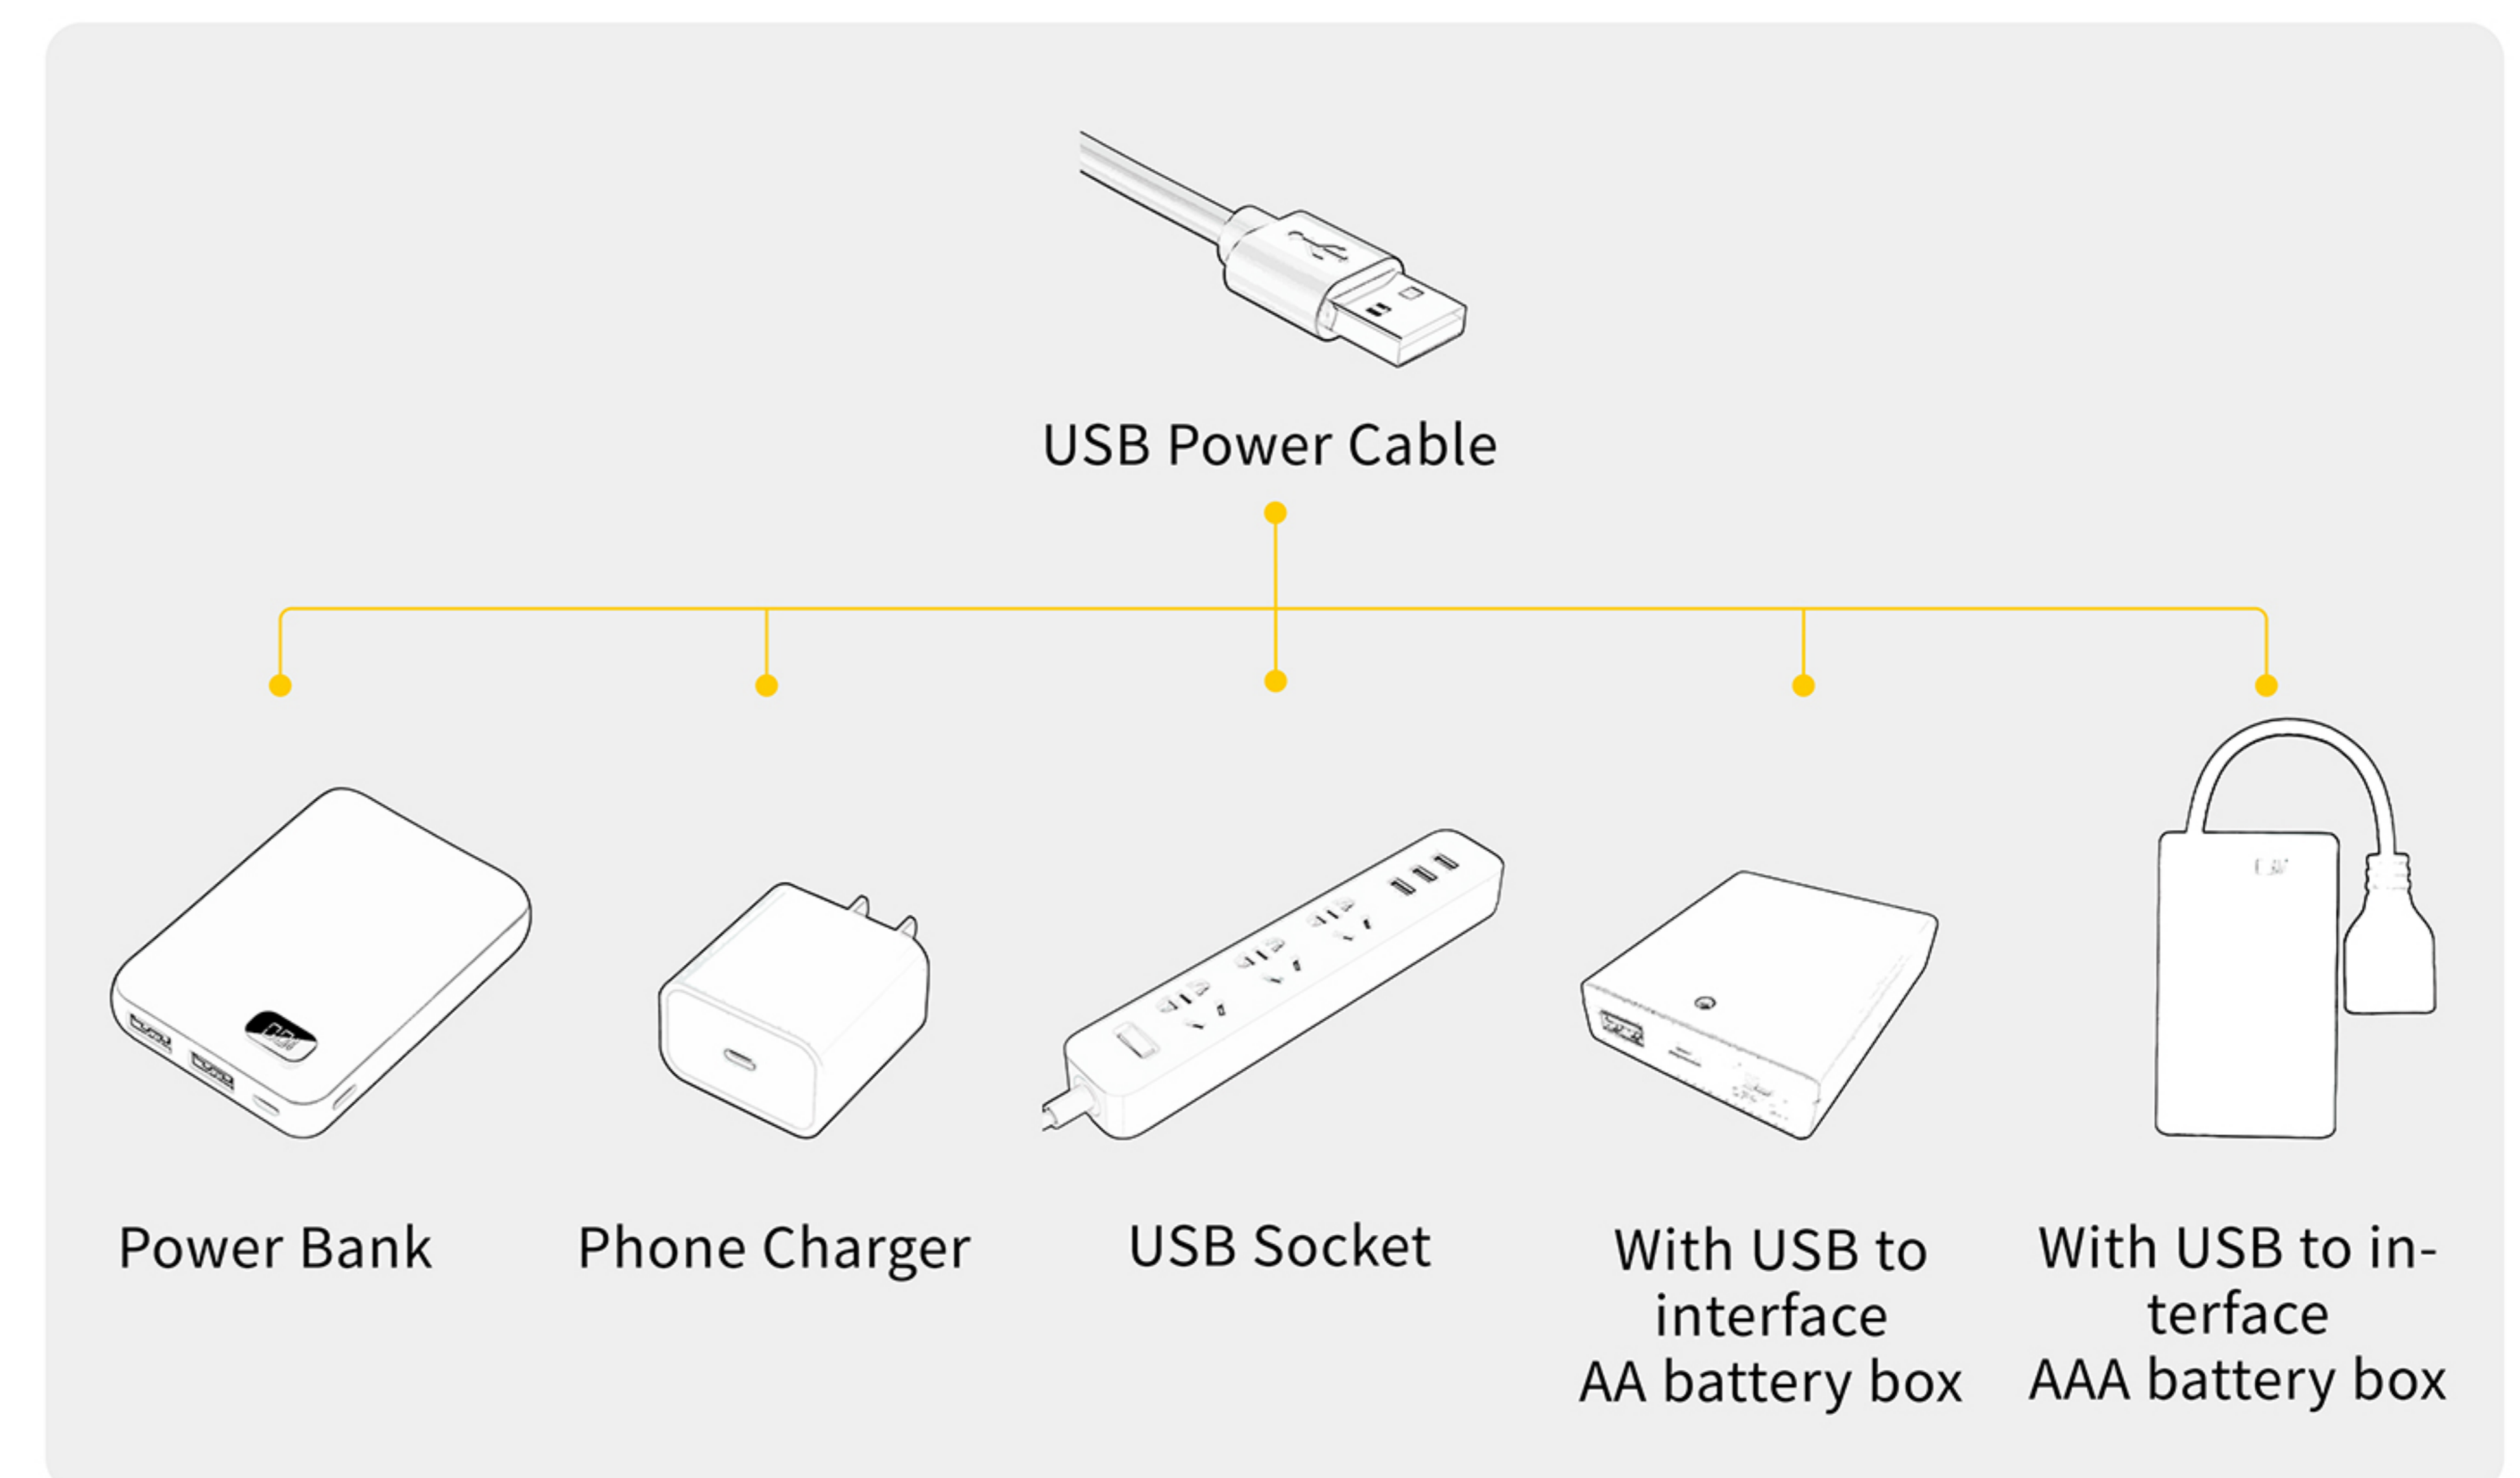 USB Power Cable
Power Bank
Phone Charger
USB Socket
With USB to
interface
AA battery box
With USB to in-
terface
AAA battery box